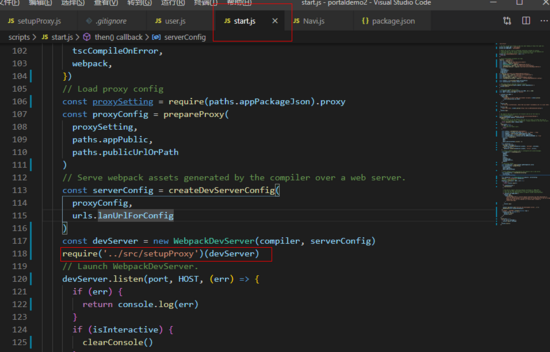 文件(F) 编辑(E) 选择(S) 查看(V) 转到(G) 运行(R) 终端(T) 帮助(H) start.js - portaldemo2 - Visual Studio Code
setupProxy.js .gitignore user.js start.js Navi.js package.json
scripts > start.js > then() callback > serverConfig
102 tscCompileOnError,
103 webpack,
104 })
105 // Load proxy config
106 const proxySetting = require(paths.appPackageJson).proxy
107 const proxyConfig = prepareProxy(
108 proxySetting,
109 paths.appPublic,
110 paths.publicUrlOrPath
111 )
112 // Serve webpack assets generated by the compiler over a web server.
113 const serverConfig = createDevServerConfig(
114 proxyConfig,
115 urls.lanUrlForConfig
116 )
117 const devServer = new WebpackDevServer(compiler, serverConfig)
118 require('../src/setupProxy')(devServer)
119 // Launch WebpackDevServer.
120 devServer.listen(port, HOST, (err) => {
121 if (err) {
122 return console.log(err)
123 }
124 if (isInteractive) {
125 clearConsole()